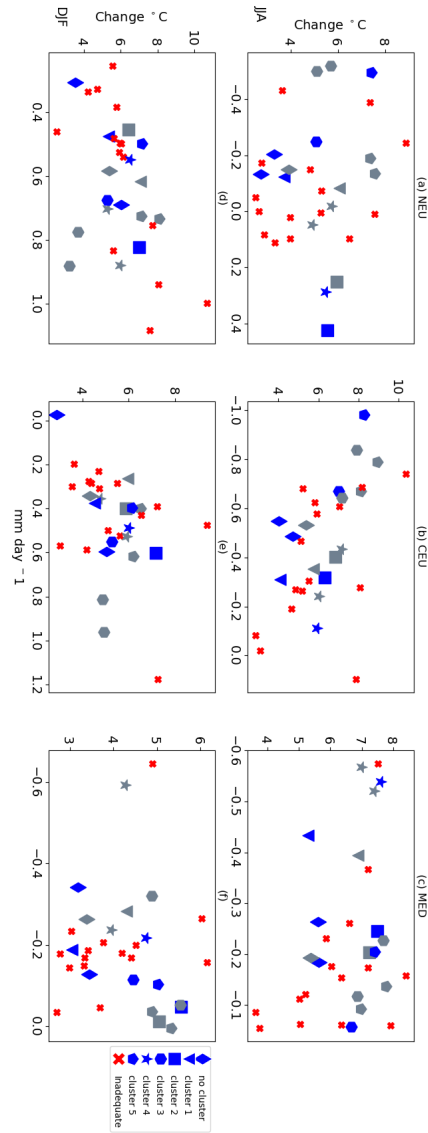 (a) NEU
(b) CEU
(c) MED
Change °C
8
6
4
10
8
6
4
8
7
6
5
4
JJA
−0.4 −0.2 0.0 0.2 0.4
−1.0 −0.8 −0.6 −0.4 −0.2 0.0
−0.6 −0.5 −0.4 −0.3 −0.2 −0.1
(d)
(e)
(f)
Change °C
10
8
6
4
8
6
4
6
5
4
3
DJF
0.4 0.6 0.8 1.0
0.0 0.2 0.4 0.6 0.8 1.0 1.2
−0.6 −0.4 −0.2 0.0
mm day −1
no cluster
cluster 1
cluster 2
cluster 3
cluster 4
cluster 5
Inadequate